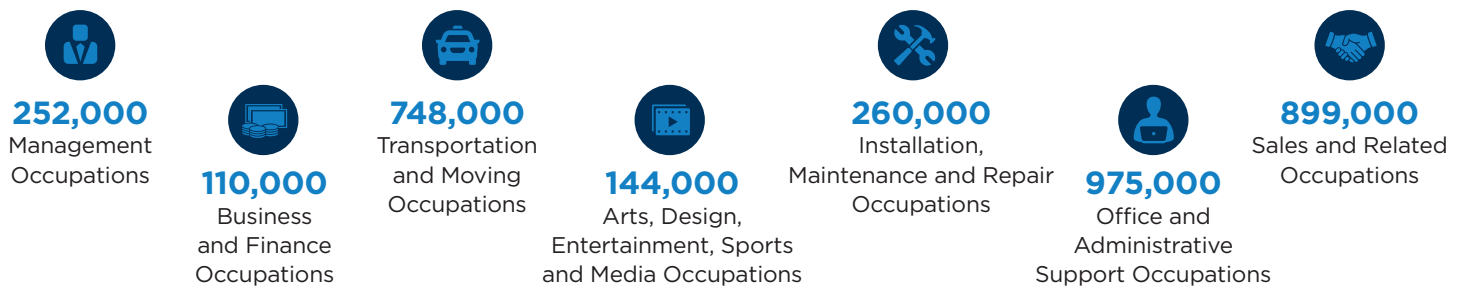 252,000
Management
Occupations
110,000
Business
and Finance
Occupations
748,000
Transportation
and Moving
Occupations
144,000
Arts, Design,
Entertainment, Sports
and Media Occupations
260,000
Installation,
Maintenance and Repair
Occupations
975,000
Office and
Administrative
Support Occupations
899,000
Sales and Related
Occupations